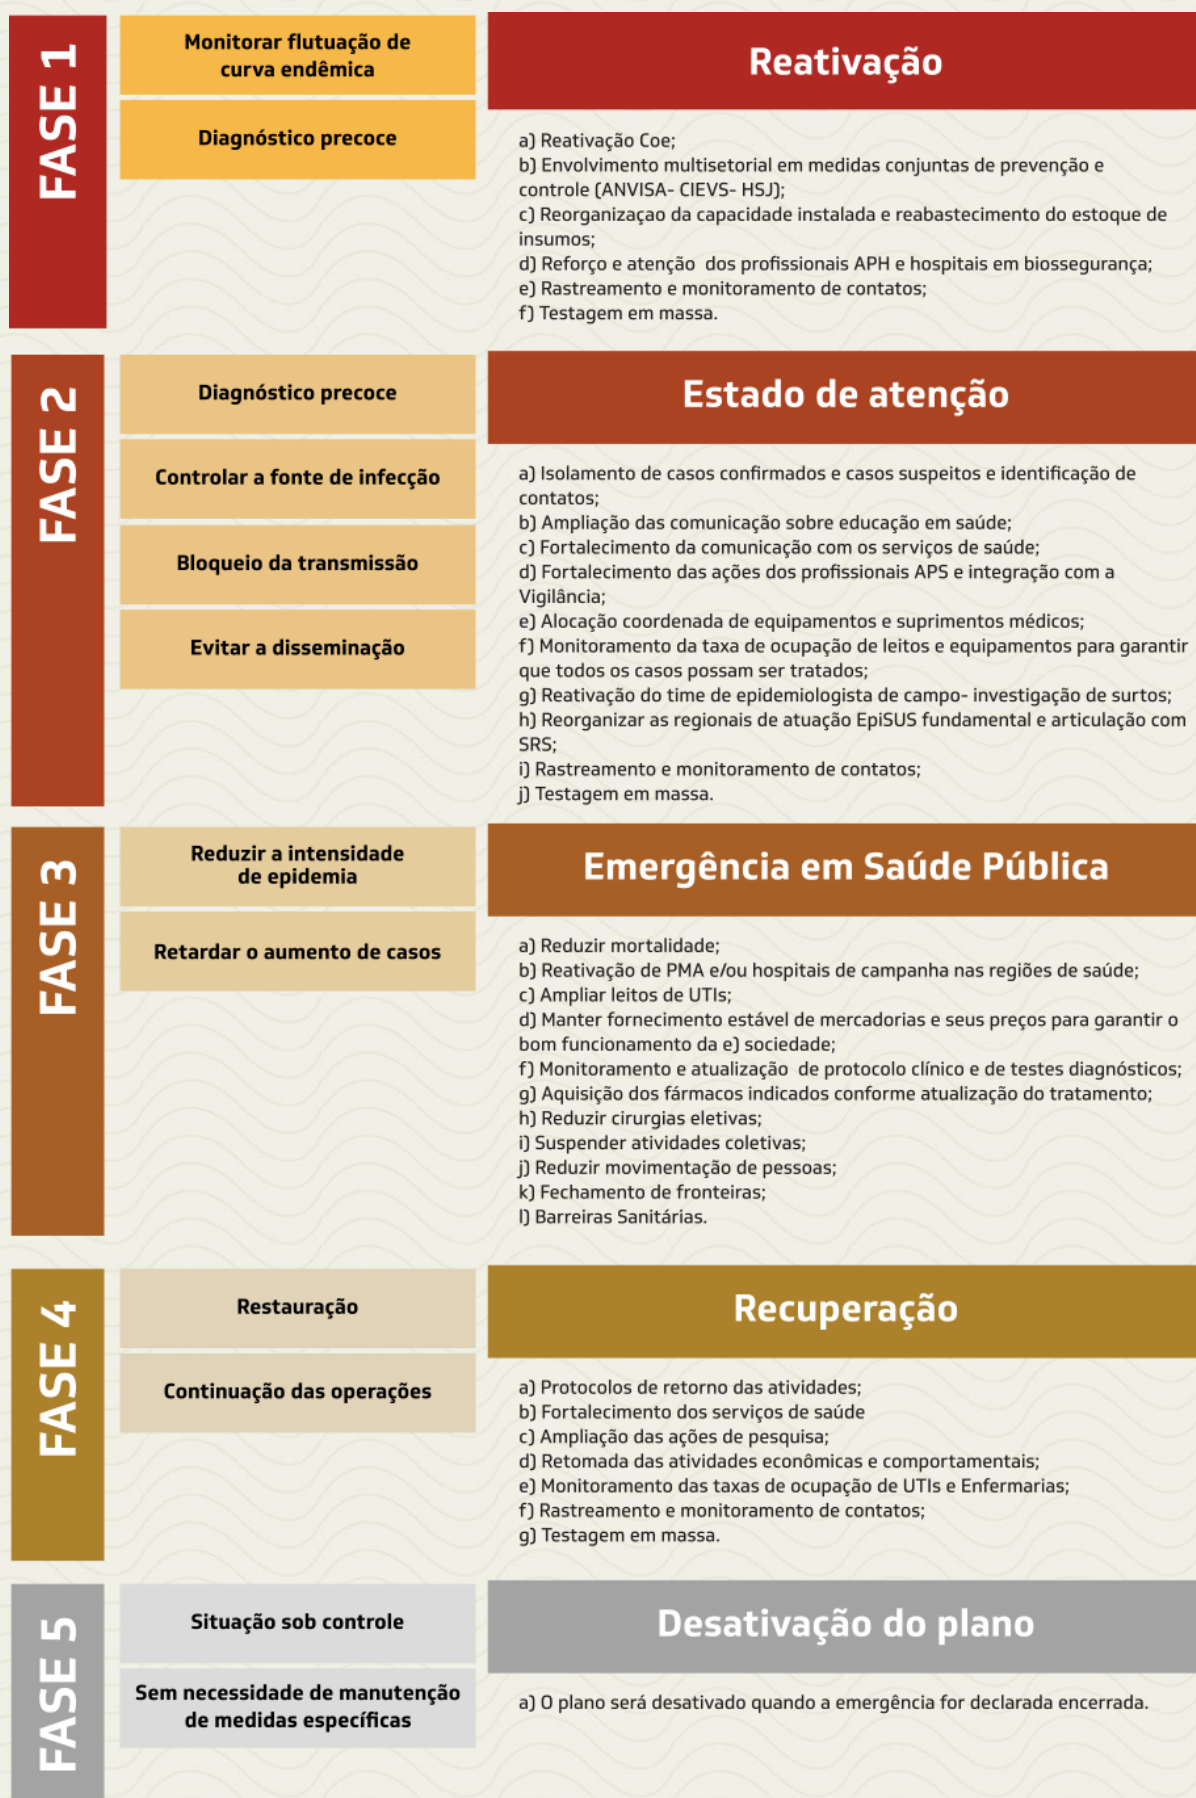 FASE 1
Monitorar flutuação de
curva endêmica
Diagnóstico precoce
Reativação
a) Reativação Coe;
b) Envolvimento multisetorial em medidas conjuntas de prevenção e
controle (ANVISA- CIEVS- HSJ);
c) Reorganizaçao da capacidade instalada e reabastecimento do estoque de
insumos;
d) Reforço e atenção dos profissionais APH e hospitais em biossegurança;
e) Rastreamento e monitoramento de contatos;
f) Testagem em massa.
FASE 2
Diagnóstico precoce
Controlar a fonte de infecção
Bloqueio da transmissão
Evitar a disseminação
Estado de atenção
a) Isolamento de casos confirmados e casos suspeitos e identificação de
contatos;
b) Ampliação das comunicação sobre educação em saúde;
c) Fortalecimento da comunicação com os serviços de saúde;
d) Fortalecimento das ações dos profissionais APS e integração com a
Vigilância;
e) Alocação coordenada de equipamentos e suprimentos médicos;
f) Monitoramento da taxa de ocupação de leitos e equipamentos para garantir
que todos os casos possam ser tratados;
g) Reativação do time de epidemiologista de campo- investigação de surtos;
h) Reorganizar as regionais de atuação EpiSUS fundamental e articulação com
SRS;
i) Rastreamento e monitoramento de contatos;
j) Testagem em massa.
FASE 3
Reduzir a intensidade
de epidemia
Retardar o aumento de casos
Emergência em Saúde Pública
a) Reduzir mortalidade;
b) Reativação de PMA e/ou hospitais de campanha nas regiões de saúde;
c) Ampliar leitos de UTIs;
d) Manter fornecimento estável de mercadorias e seus preços para garantir o
bom funcionamento da e) sociedade;
f) Monitoramento e atualização de protocolo clínico e de testes diagnósticos;
g) Aquisição dos fármacos indicados conforme atualização do tratamento;
h) Reduzir cirurgias eletivas;
i) Suspender atividades coletivas;
j) Reduzir movimentação de pessoas;
k) Fechamento de fronteiras;
l) Barreiras Sanitárias.
FASE 4
Restauração
Continuação das operações
Recuperação
a) Protocolos de retorno das atividades;
b) Fortalecimento dos serviços de saúde
c) Ampliação das ações de pesquisa;
d) Retomada das atividades econômicas e comportamentais;
e) Monitoramento das taxas de ocupação de UTIs e Enfermarias;
f) Rastreamento e monitoramento de contatos;
g) Testagem em massa.
FASE 5
Situação sob controle
Sem necessidade de manutenção
de medidas específicas
Desativação do plano
a) O plano será desativado quando a emergência for declarada encerrada.